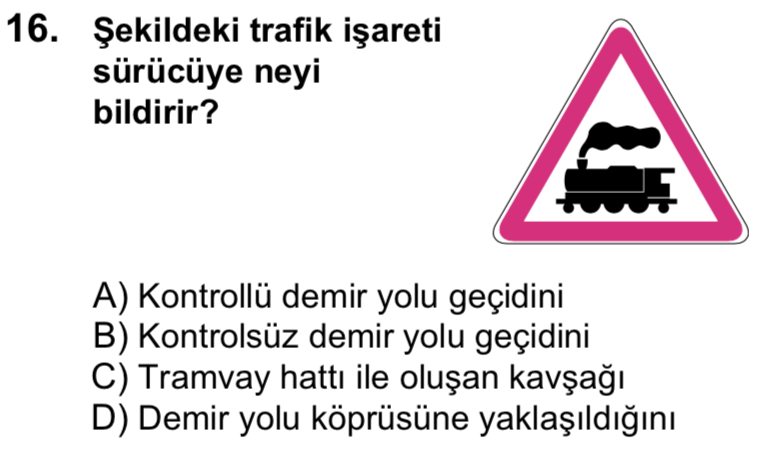 16. Şekildeki trafik işareti
sürücüye neyi
bildirir?
A) Kontrollü demir yolu geçidini
B) Kontrolsüz demir yolu geçidini
C) Tramvay hattı ile oluşan kavşağı
D) Demir yolu köprüsüne yaklaşıldığını